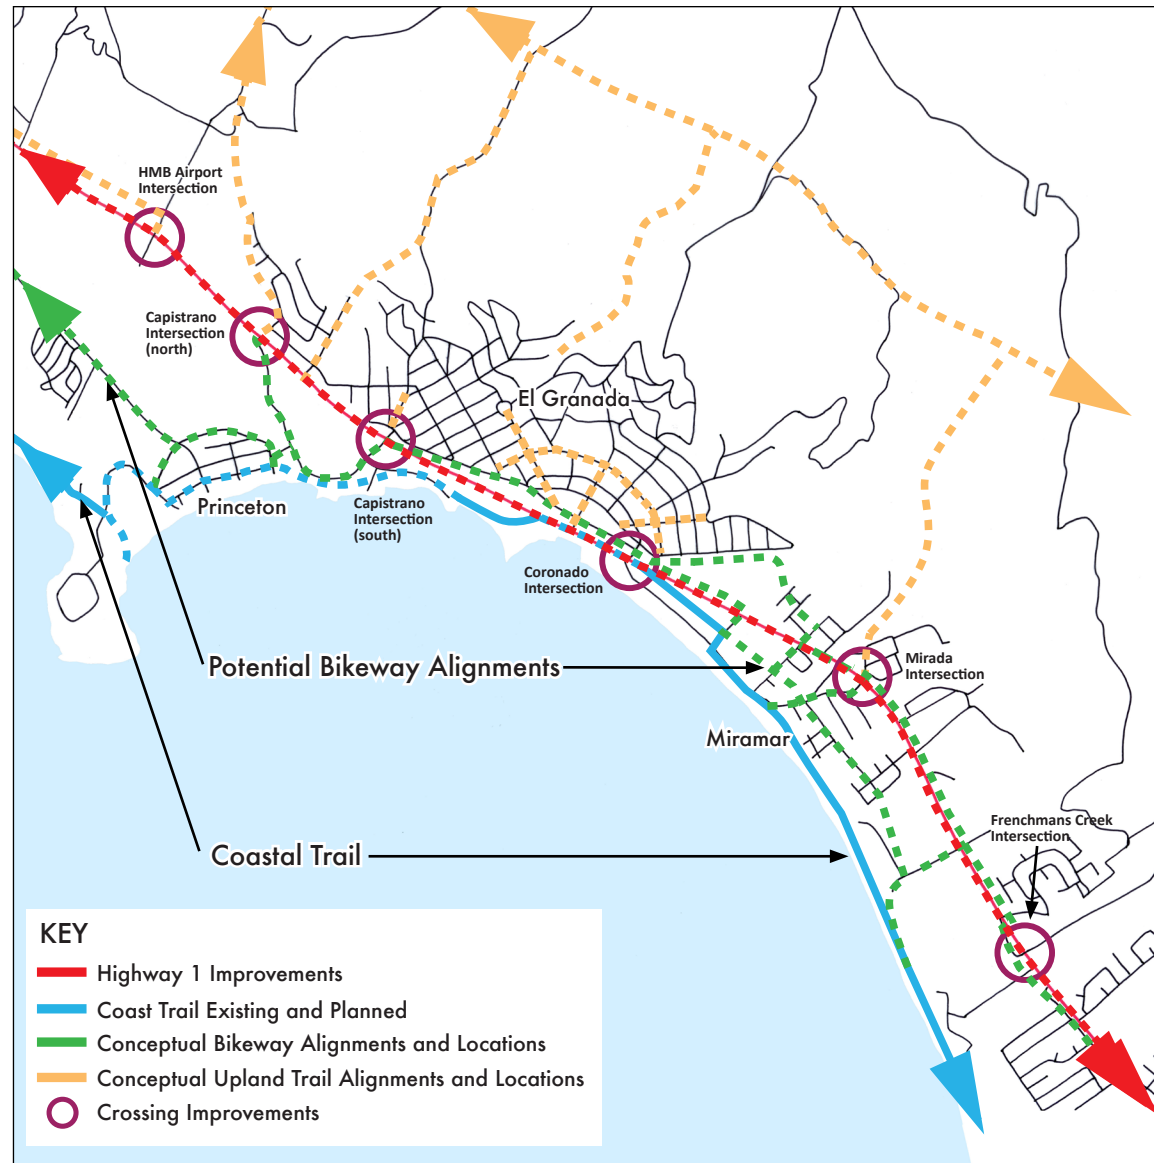 HMB Airport
Intersection
Capistrano
Intersection
(north)
El Granada
Princeton
Capistrano
Intersection
(south)
Coronado
Intersection
Potential Bikeway Alignments
Mirada
Intersection
Miramar
Frenchmans Creek
Intersection
Coastal Trail
KEY
Highway 1 Improvements
Coast Trail Existing and Planned
Conceptual Bikeway Alignments and Locations
Conceptual Upland Trail Alignments and Locations
Crossing Improvements